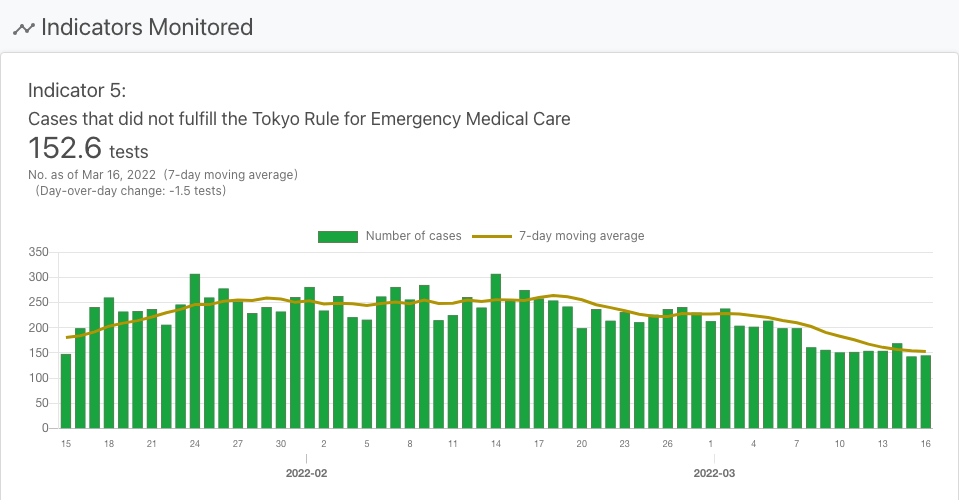 Indicators Monitored
Indicator 5:
Cases that did not fulfill the Tokyo Rule for Emergency Medical Care
152.6 tests
No. as of Mar 16, 2022 (7-day moving average)
(Day-over-day change: -1.5 tests)
Number of cases 7-day moving average
350
300
250
200
150
100
50
0
15 18 21 24 27 30 2 5 8 11 14 17 20 23 26 1 4 7 10 13 16
2022-02 2022-03